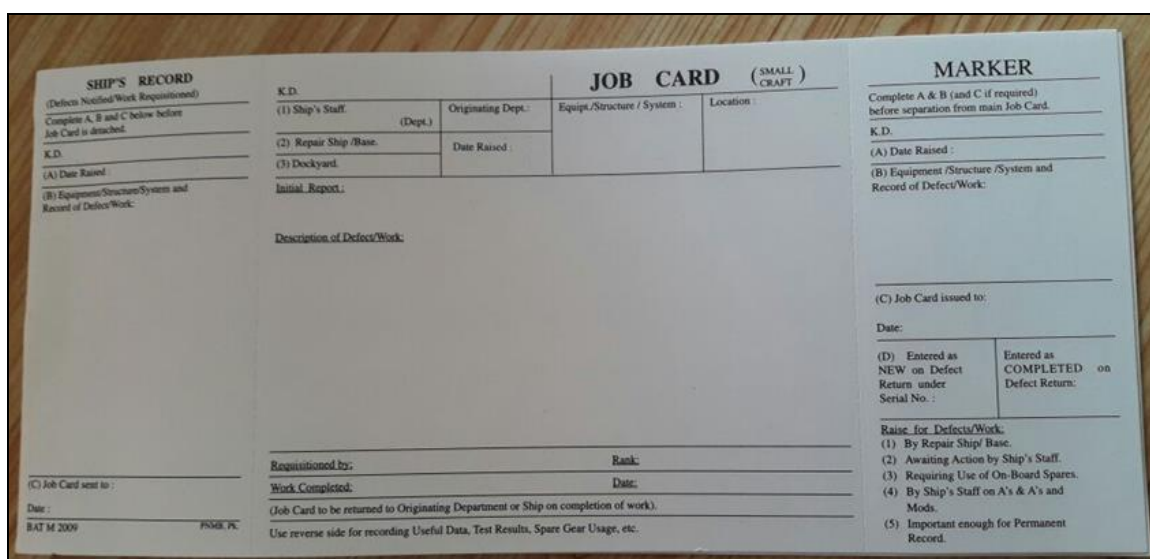 SHIP'S RECORD
(Defects Notified/Work Requisitioned)
Complete A, B and C below before
Job Card is detached.
K.D.
(A) Date Raised :
(B) Equipment/Structure/System and
Record of Defect/Work:
(C) Job Card sent to :
Date :
BAT M 2009
JOB CARD (SMALL CRAFT)
K.D.
(1) Ship's Staff.
(Dept.)
(2) Repair Ship /Base.
(3) Dockyard.
Originating Dept.:
Date Raised :
Equipt./Structure / System :
Location :
Initial Report :
Description of Defect/Work:
Requisitioned by: Rank:
Work Completed: Date:
(Job Card to be returned to Originating Department or Ship on completion of work).
Use reverse side for recording Useful Data, Test Results, Spare Gear Usage, etc.
MARKER
Complete A & B (and C if required)
before separation from main Job Card.
K.D.
(A) Date Raised :
(B) Equipment /Structure /System and
Record of Defect/Work:
(C) Job Card issued to:
Date:
(D) Entered as
NEW on Defect
Return under
Serial No. :
Entered as
COMPLETED on
Defect Return:
Raise for Defects/Work:
(1) By Repair Ship/ Base.
(2) Awaiting Action by Ship's Staff.
(3) Requiring Use of On-Board Spares.
(4) By Ship's Staff on A's & A's and
Mods.
(5) Important enough for Permanent
Record.